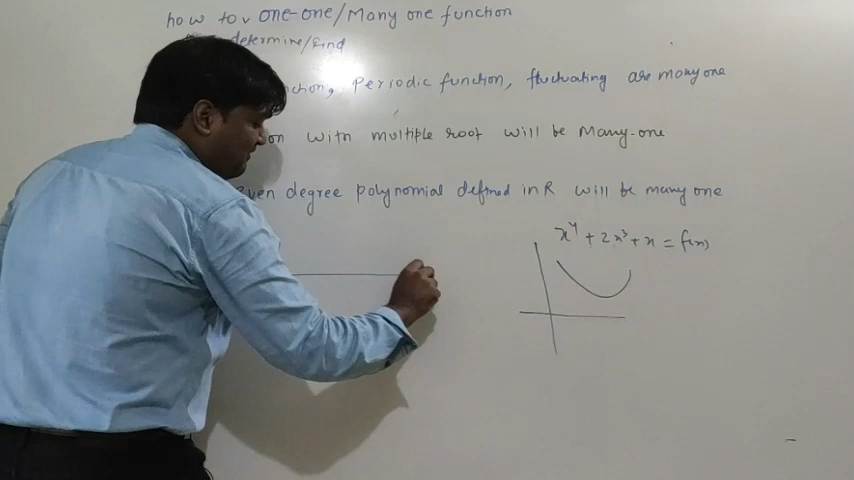 how to one-one/Many one function
determine/find
ction, Periodic function, fluctuating are many one
on with multiple root will be Many-one
even degree polynomial defined in R will be many one
x⁴ + 2x³ + x = f(x)